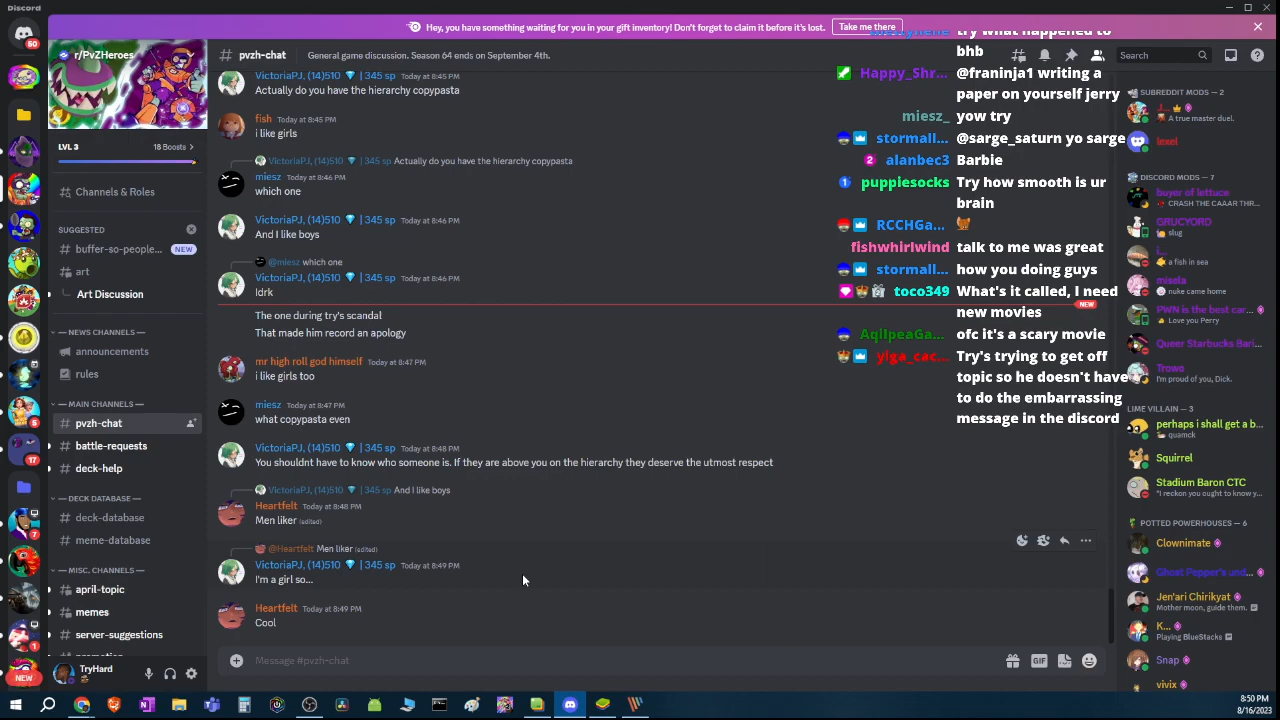 Discord
50
Hey, you have something waiting for you in your gift inventory! Don't forget to claim it before it's lost.
Take me there
r/PvZHeroes
LVL 3
18 Boosts
Channels & Roles
SUGGESTED
buffer-so-people...
NEW
art
Art Discussion
NEWS CHANNELS
announcements
rules
MAIN CHANNELS
pvzh-chat
battle-requests
deck-help
DECK DATABASE
deck-database
meme-database
MISC. CHANNELS
april-topic
memes
server-suggestions
5
17
7
1
NEW
TryHard
pvzh-chat
General game discussion. Season 64 ends on September 4th.
Search
VictoriaPJ, (14)510 💎 | 345 sp Today at 8:45 PM
Actually do you have the hierarchy copypasta
fish Today at 8:45 PM
i like girls
VictoriaPJ, (14)510 💎 | 345 sp Actually do you have the hierarchy copypasta
miesz Today at 8:46 PM
which one
VictoriaPJ, (14)510 💎 | 345 sp Today at 8:46 PM
And I like boys
@miesz which one
VictoriaPJ, (14)510 💎 | 345 sp Today at 8:46 PM
Idrk
NEW
The one during try's scandal
That made him record an apology
mr high roll god himself Today at 8:47 PM
i like girls too
miesz Today at 8:47 PM
what copypasta even
VictoriaPJ, (14)510 💎 | 345 sp Today at 8:48 PM
You shouldnt have to know who someone is. If they are above you on the hierarchy they deserve the utmost respect
VictoriaPJ, (14)510 💎 | 345 sp And I like boys
Heartfelt Today at 8:48 PM
Men liker (edited)
@Heartfelt Men liker (edited)
VictoriaPJ, (14)510 💎 | 345 sp Today at 8:49 PM
I'm a girl so...
Heartfelt Today at 8:49 PM
Cool
Message #pvzh-chat
GIF
try what happened to
bhb
Happy_Shr... @franinja1 writing a
paper on yourself jerry
miesz_ yow try
stormall... @sarge_saturn yo sarge
2 alanbec3 Barbie
1 puppiesocks Try how smooth is ur
brain
RCCHGa...
fishwhirlwind talk to me was great
stormall... how you doing guys
toco349 What's it called, I need
new movies
AqilpeaGa... ofc it's a scary movie
yiga_cac... Try's trying to get off
topic so he doesn't have
to do the embarrassing
message in the discord
SUBREDDIT MODS — 2
J...
A true master duel.
lexel
DISCORD MODS — 7
buyer of lettuce
CRASH THE CAAAR THR...
GRUCYORD
slug
i...
a fish in sea
misela
nuke came home
PWN is the best car...
Love you Perry
Queer Starbucks Bari...
Trowo
I'm proud of you, Dick.
LIME VILLAIN — 3
perhaps i shall get a b...
quamck
Squirrel
Stadium Baron CTC
"I reckon you ought to know y...
POTTED POWERHOUSES — 6
Clownimate
Ghost Pepper's und...
Jen'ari Chirikyat
Mother moon, guide them.
K...
Playing BlueStacks
Snap
vivix
8:50 PM
8/16/2023